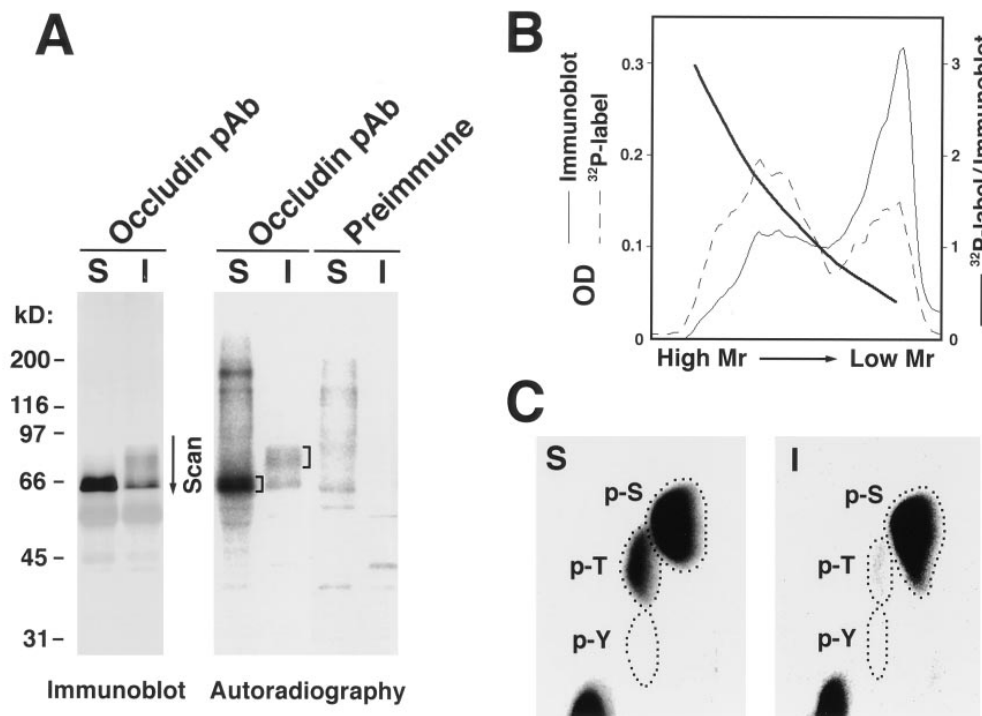 A
Occludin pAb
Occludin pAb
Preimmune
S I S I S I
kD:
200 –
116 –
97 –
66 –
45 –
31 –
Scan
Immunoblot Autoradiography
B
OD
Immunoblot
32P-label
0.3
0.2
0.1
0
3
2
1
0
32P-label/Immunoblot
High Mr Low Mr
C
S
p-S
p-T
p-Y
I
p-S
p-T
p-Y